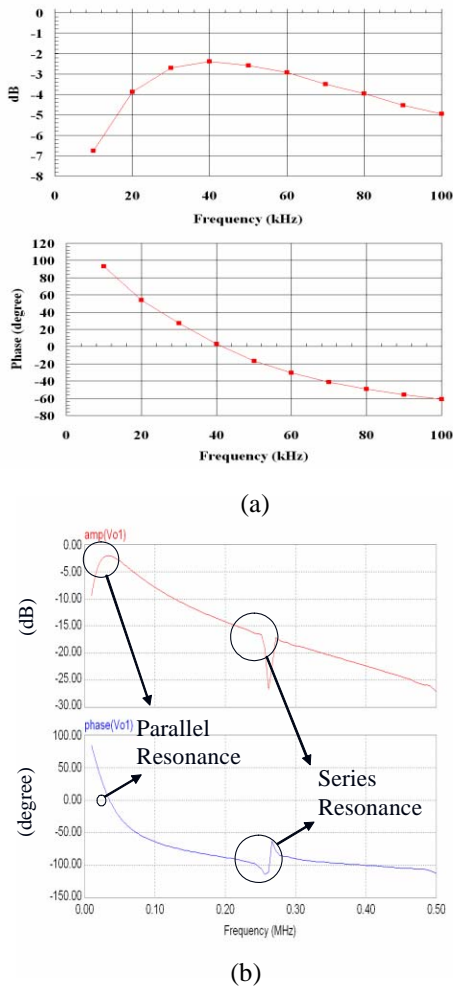 0
-1
-2
-3
-4
-5
-6
-7
-8
dB
0 20 40 60 80 100
Frequency (kHz)
120
100
80
60
40
20
0
-20
-40
-60
-80
Phase (degree)
0 20 40 60 80 100
Frequency (kHz)
(a)
amp(Vo1)
0.00
-5.00
-10.00
-15.00
-20.00
-25.00
-30.00
(dB)
phase(Vo1)
100.00
50.00
0.00
-50.00
-100.00
-150.00
(degree)
Parallel
Resonance
Series
Resonance
0.00 0.10 0.20 0.30 0.40 0.50
Frequency (MHz)
(b)